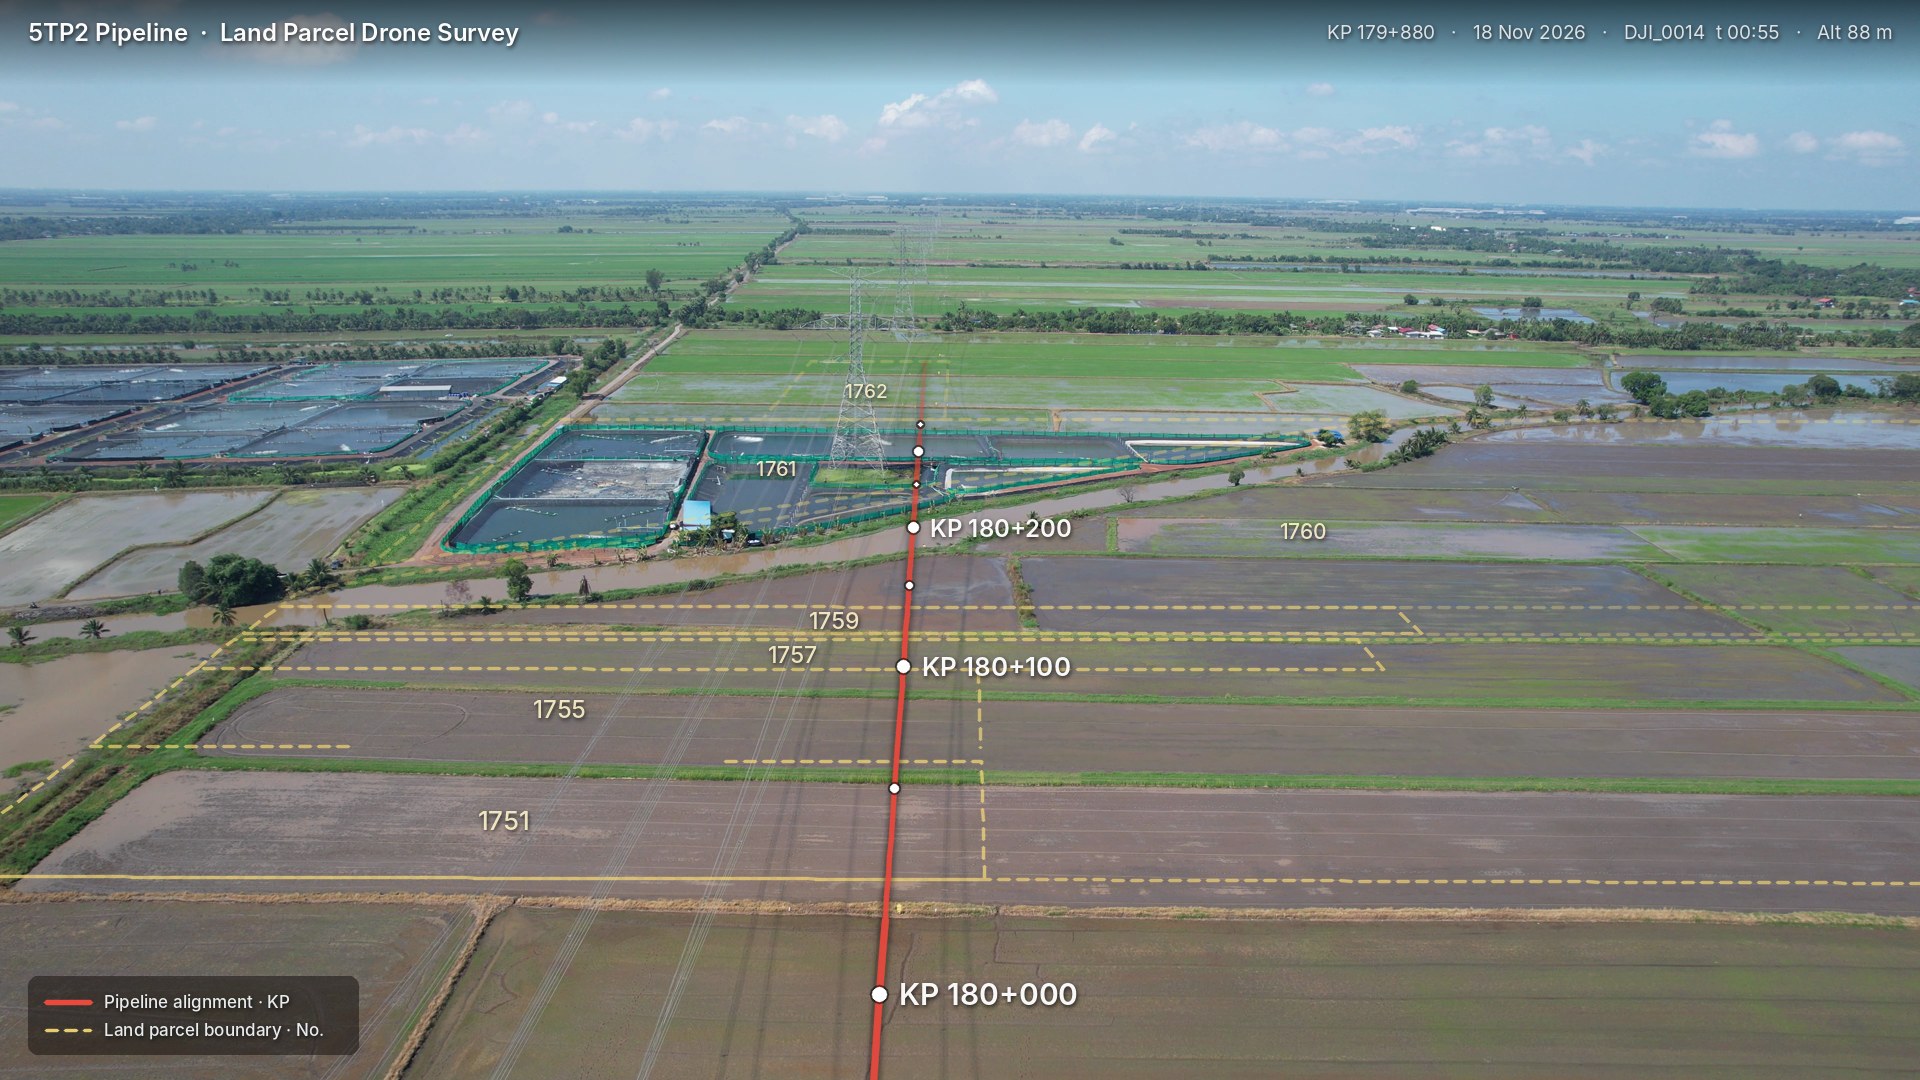 5TP2 Pipeline · Land Parcel Drone Survey
KP 179+880 · 18 Nov 2026 · DJI_0014 t 00:55 · Alt 88 m
1762
1761
KP 180+200
1760
1759
1757
KP 180+100
1755
1751
KP 180+000
Pipeline alignment · KP
Land parcel boundary · No.